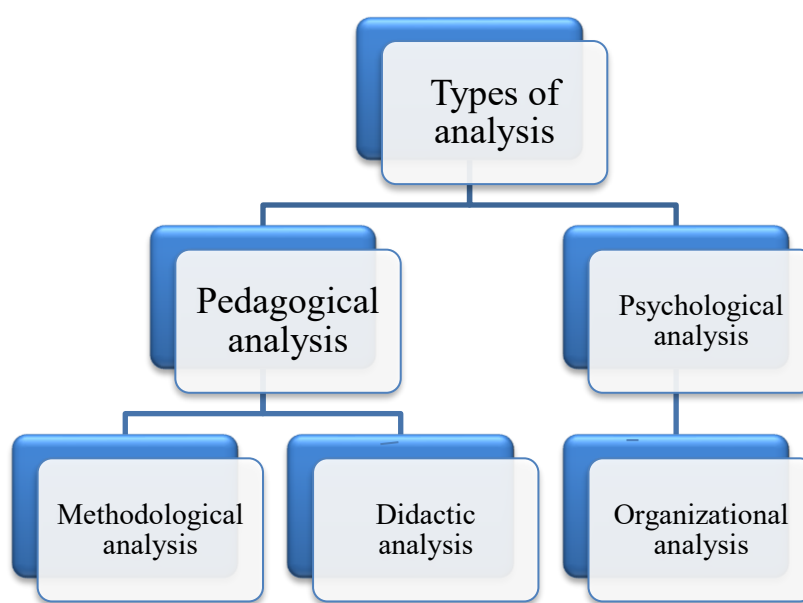 Types of
analysis
Pedagogical
analysis
Psychological
analysis
Methodological
analysis
Didactic
analysis
Organizational
analysis